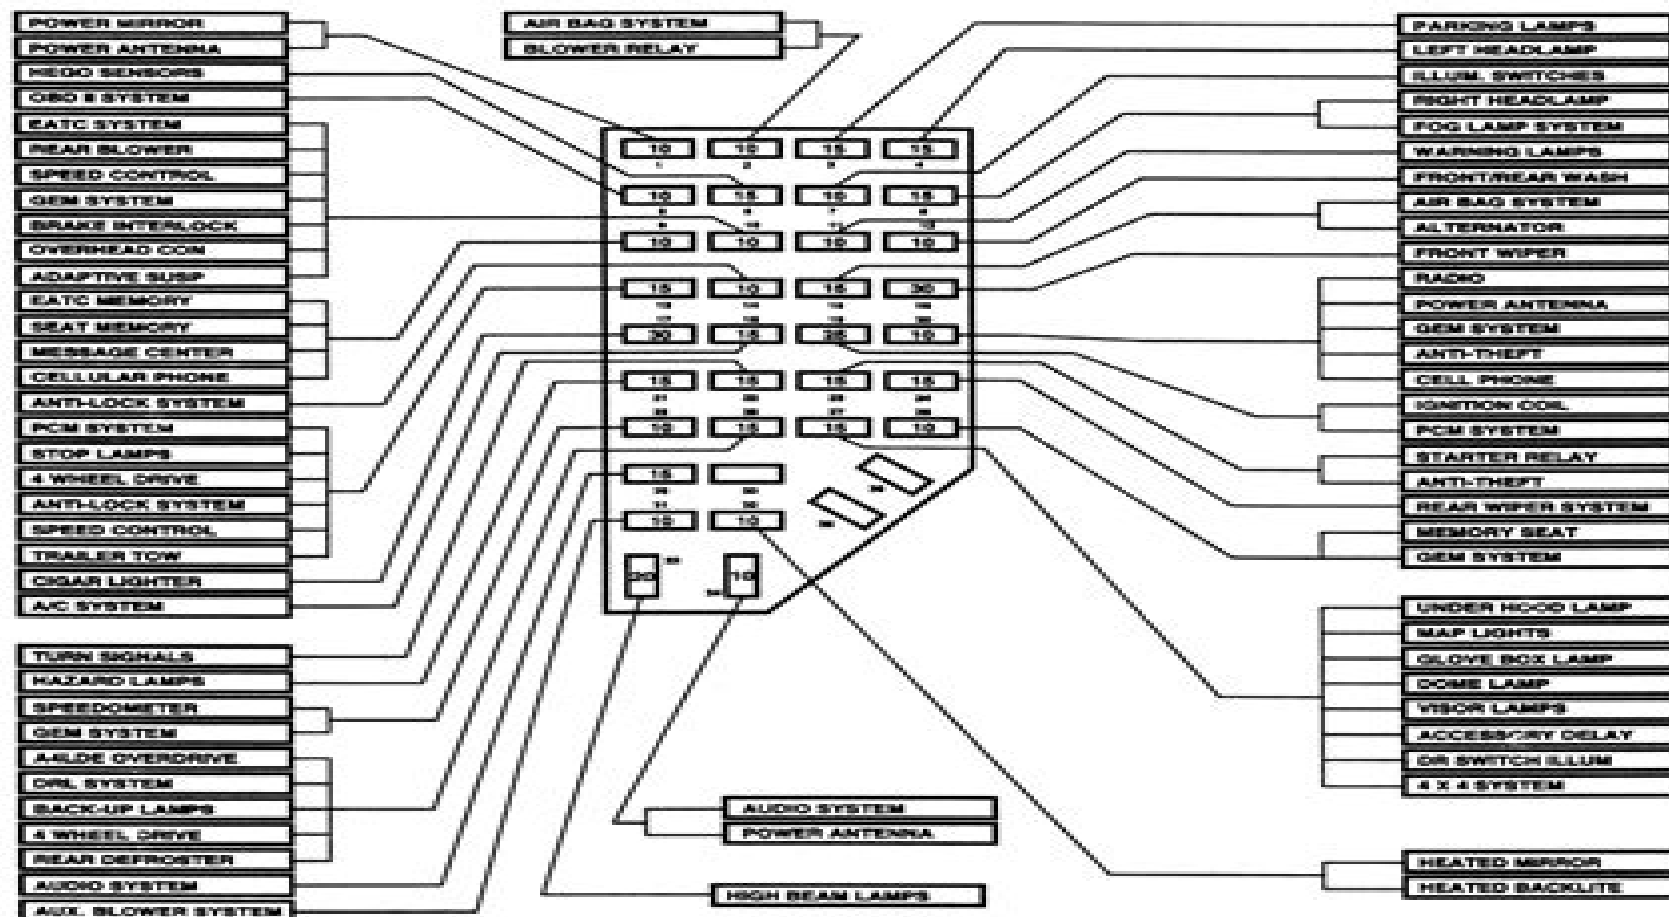 POWER MIRROR
POWER ANTENNA
HEGO SENSORS
OBD II SYSTEM
EATC SYSTEM
REAR BLOWER
SPEED CONTROL
GEM SYSTEM
BRAKE INTERLOCK
OVERHEAD CON
ADAPTIVE SUSP
EATC MEMORY
SEAT MEMORY
MESSAGE CENTER
CELLULAR PHONE
ANTI-LOCK SYSTEM
PCM SYSTEM
STOP LAMPS
4 WHEEL DRIVE
ANTI-LOCK SYSTEM
SPEED CONTROL
TRAILER TOW
CIGAR LIGHTER
A/C SYSTEM
TURN SIGNALS
HAZARD LAMPS
SPEEDOMETER
GEM SYSTEM
OVERDRIVE
DRL SYSTEM
BACK-UP LAMPS
4 WHEEL DRIVE
REAR DEFROSTER
AUDIO SYSTEM
AUX. BLOWER SYSTEM
AIR BAG SYSTEM
BLOWER RELAY
10 10 15 15
1 2 3 4
10 15 10 15
10 10 10 10
15 10 15 30
30 15 25 10
15 15 15 15
10 15 15 10
15
10 10
20 10
AUDIO SYSTEM
POWER ANTENNA
HIGH BEAM LAMPS
PARKING LAMPS
LEFT HEADLAMP
ILLUM. SWITCHES
RIGHT HEADLAMP
FOG LAMP SYSTEM
WARNING LAMPS
FRONT/REAR WASH
AIR BAG SYSTEM
ALTERNATOR
FRONT WIPER
RADIO
POWER ANTENNA
GEM SYSTEM
ANTI-THEFT
CELL PHONE
IGNITION COIL
PCM SYSTEM
STARTER RELAY
ANTI-THEFT
REAR WIPER SYSTEM
MEMORY SEAT
GEM SYSTEM
UNDER HOOD LAMP
MAP LIGHTS
GLOVE BOX LAMP
DOME LAMP
VISOR LAMPS
ACCESSORY DELAY
DR SWITCH ILLUM
4 X 4 SYSTEM
HEATED MIRROR
HEATED BACKLITE